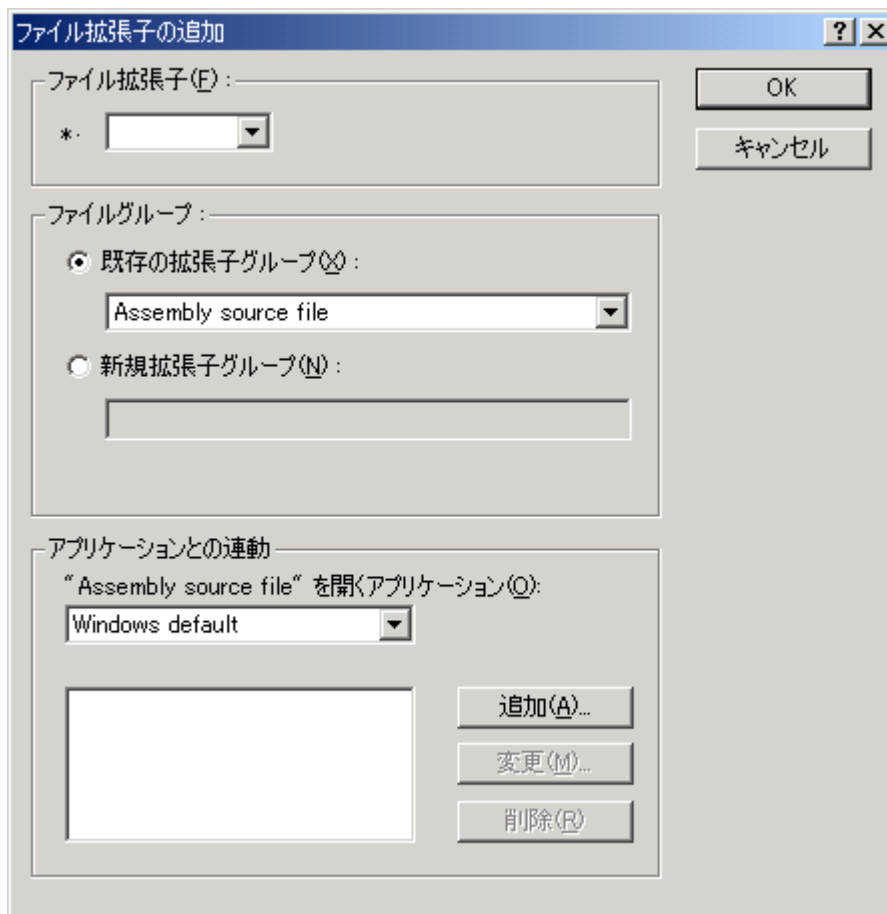 ファイル拡張子の追加
ファイル拡張子(F):
OK
*.
キャンセル
ファイルグループ:
既存の拡張子グループ(X):
Assembly source file
新規拡張子グループ(N):
アプリケーションとの連動
"Assembly source file" を開くアプリケーション(O):
Windows default
追加(A)...
変更(M)...
削除(R)